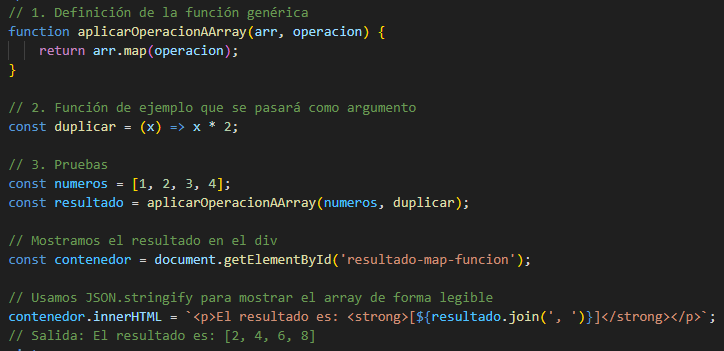 // 1. Definición de la función genérica
function aplicarOperacionAArray(arr, operacion) {
    return arr.map(operacion);
}

// 2. Función de ejemplo que se pasará como argumento
const duplicar = (x) => x * 2;

// 3. Pruebas
const numeros = [1, 2, 3, 4];
const resultado = aplicarOperacionAArray(numeros, duplicar);

// Mostramos el resultado en el div
const contenedor = document.getElementById('resultado-map-funcion');

// Usamos JSON.stringify para mostrar el array de forma legible
contenedor.innerHTML = `<p>El resultado es: <strong>[${resultado.join(', ')}]</strong></p>`;
// Salida: El resultado es: [2, 4, 6, 8]